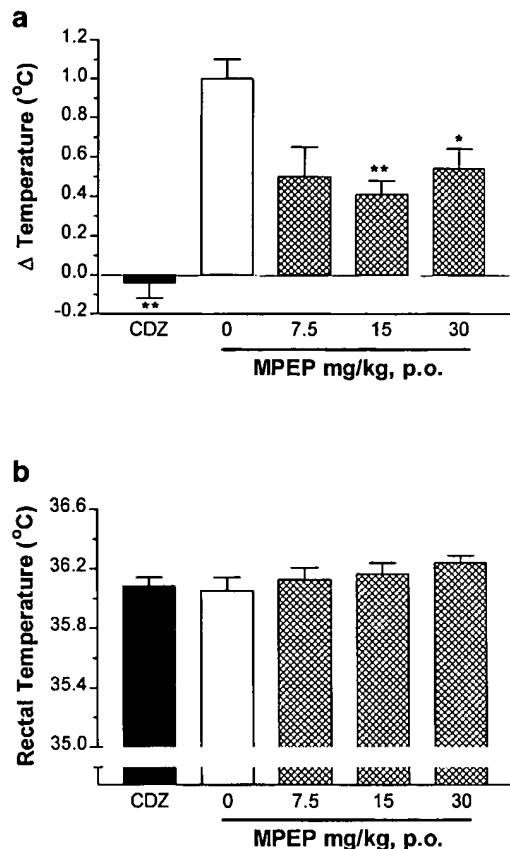 a
Δ Temperature (°C)
1.2
1.0
0.8
0.6
0.4
0.2
0.0
-0.2
**
**
*
CDZ 0 7.5 15 30
MPEP mg/kg, p.o.
b
Rectal Temperature (°C)
36.6
36.2
35.8
35.4
35.0
CDZ 0 7.5 15 30
MPEP mg/kg, p.o.